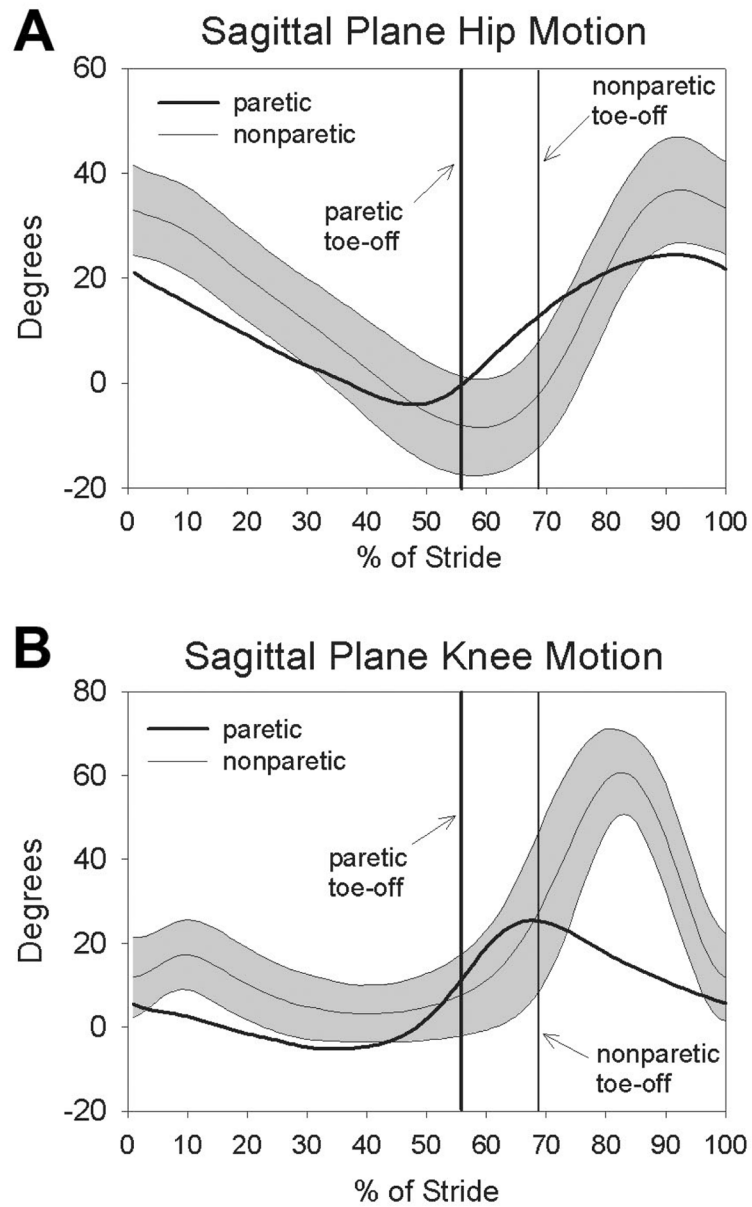 A
Sagittal Plane Hip Motion
60
40
20
0
-20
Degrees
paretic
nonparetic
paretic
toe-off
nonparetic
toe-off
0 10 20 30 40 50 60 70 80 90 100
% of Stride
B
Sagittal Plane Knee Motion
80
60
40
20
0
-20
Degrees
paretic
nonparetic
paretic
toe-off
nonparetic
toe-off
0 10 20 30 40 50 60 70 80 90 100
% of Stride